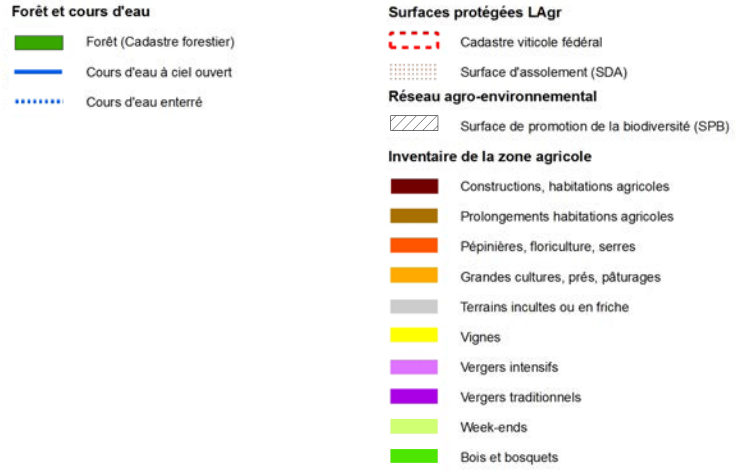 Forêt et cours d'eau
Forêt (Cadastre forestier)
Cours d'eau à ciel ouvert
Cours d'eau enterré
Surfaces protégées LAgr
Cadastre viticole fédéral
Surface d'assolement (SDA)
Réseau agro-environnemental
Surface de promotion de la biodiversité (SPB)
Inventaire de la zone agricole
Constructions, habitations agricoles
Prolongements habitations agricoles
Pépinières, floriculture, serres
Grandes cultures, prés, pâturages
Terrains incultes ou en friche
Vignes
Vergers intensifs
Vergers traditionnels
Week-ends
Bois et bosquets